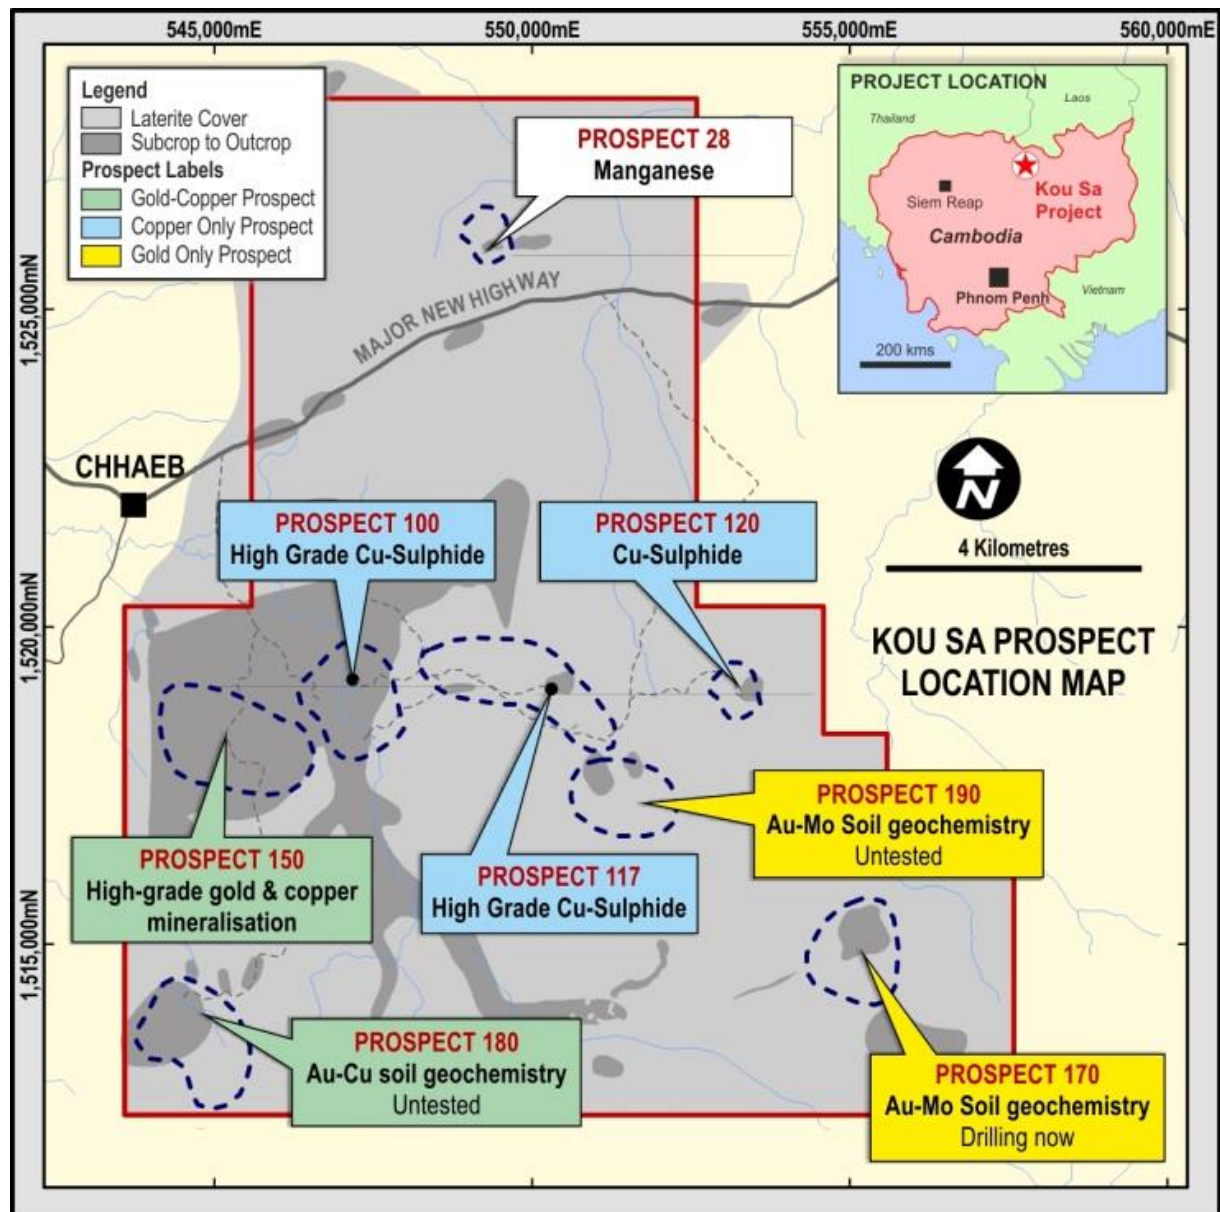 545,000mE
550,000mE
555,000mE
560,000mE
Legend
Laterite Cover
Subcrop to Outcrop
Prospect Labels
Gold-Copper Prospect
Copper Only Prospect
Gold Only Prospect
PROSPECT 28
Manganese
PROJECT LOCATION
Laos
Thailand
Siem Reap
Kou Sa
Project
Cambodia
Phnom Penh
Vietnam
200 kms
1,525,000mN
MAJOR NEW HIGHWAY
CHHAEB
N
4 Kilometres
PROSPECT 100
High Grade Cu-Sulphide
PROSPECT 120
Cu-Sulphide
1,520,000mN
KOU SA PROSPECT
LOCATION MAP
PROSPECT 190
Au-Mo Soil geochemistry
Untested
PROSPECT 150
High-grade gold & copper
mineralisation
PROSPECT 117
High Grade Cu-Sulphide
1,515,000mN
PROSPECT 180
Au-Cu soil geochemistry
Untested
PROSPECT 170
Au-Mo Soil geochemistry
Drilling now